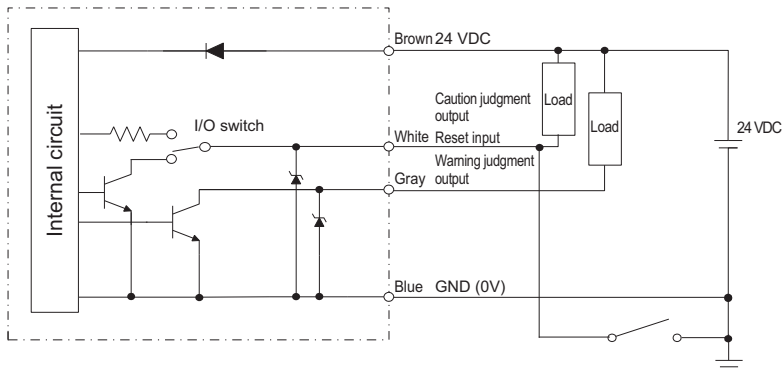 Brown 24 VDC
Caution judgment
output
Load
Load
I/O switch
White Reset input
24 VDC
Warning judgment
Gray output
Internal circuit
Blue GND (0V)